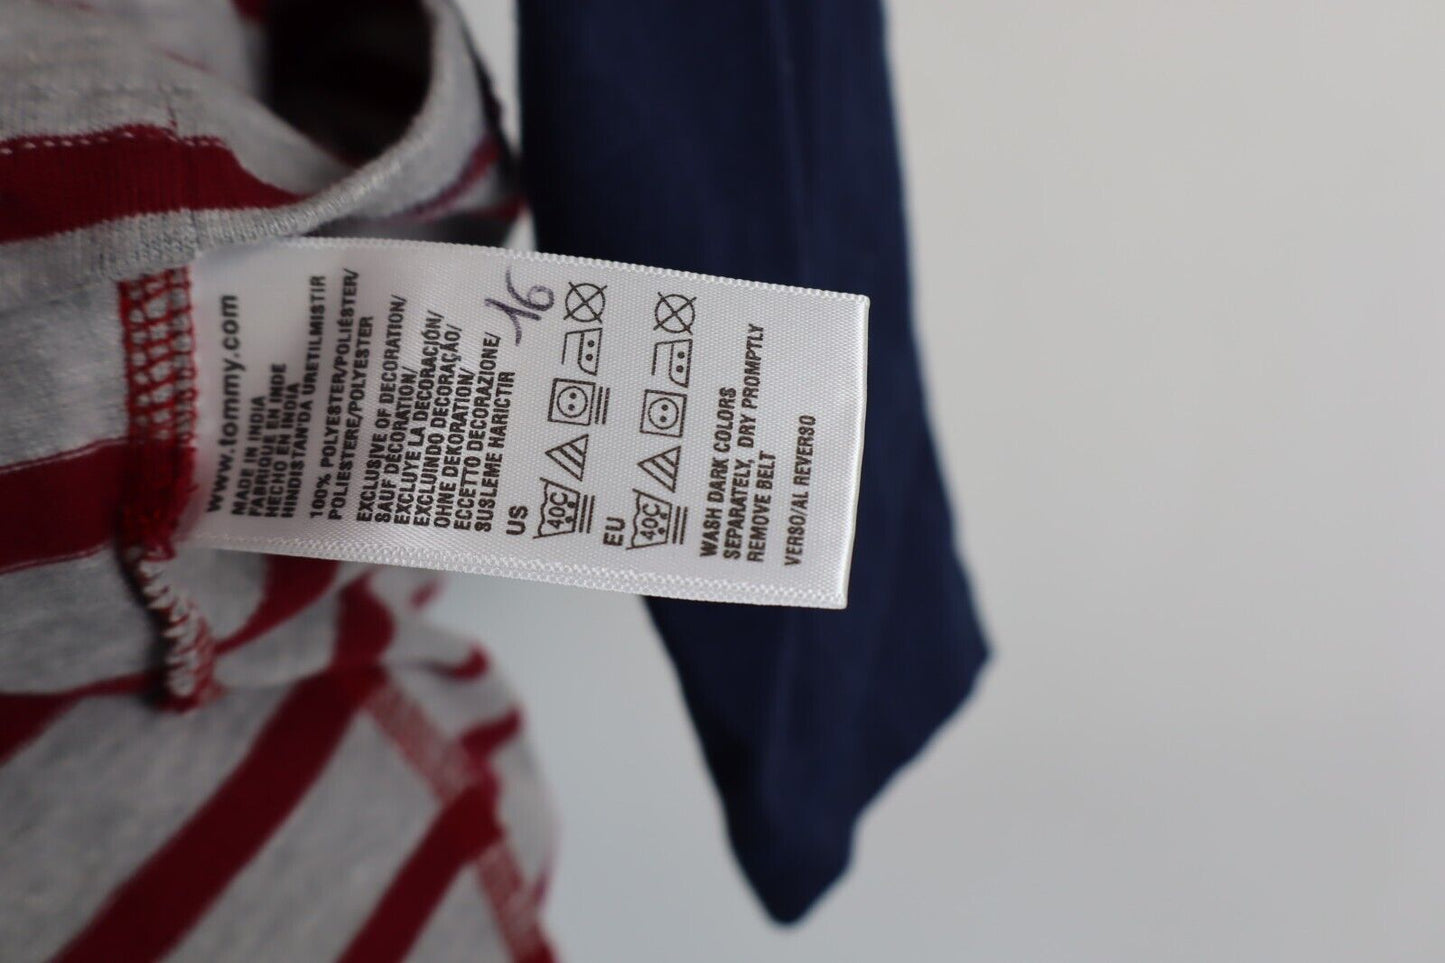 www.tommy.com
MADE IN INDIA
FABRIQUE EN INDE
HECHO EN INDIA
HINDISTAN'DA URETILMISTIR
100% POLYESTER/POLIÉSTER/
POLIESTERE/POLYESTER
EXCLUSIVE OF DECORATION/
SAUF DÉCORATION/
EXCLUYE LA DECORACIÓN/
EXCLUINDO DECORAÇÃO/
OHNE DEKORATION/
ECCETTO DECORAZIONE/
SUSLEME HARICTIR
16
US
40C
EU
40C
WASH DARK COLORS
SEPARATELY, DRY PROMPTLY
REMOVE BELT
VERSO/AL REVERSO